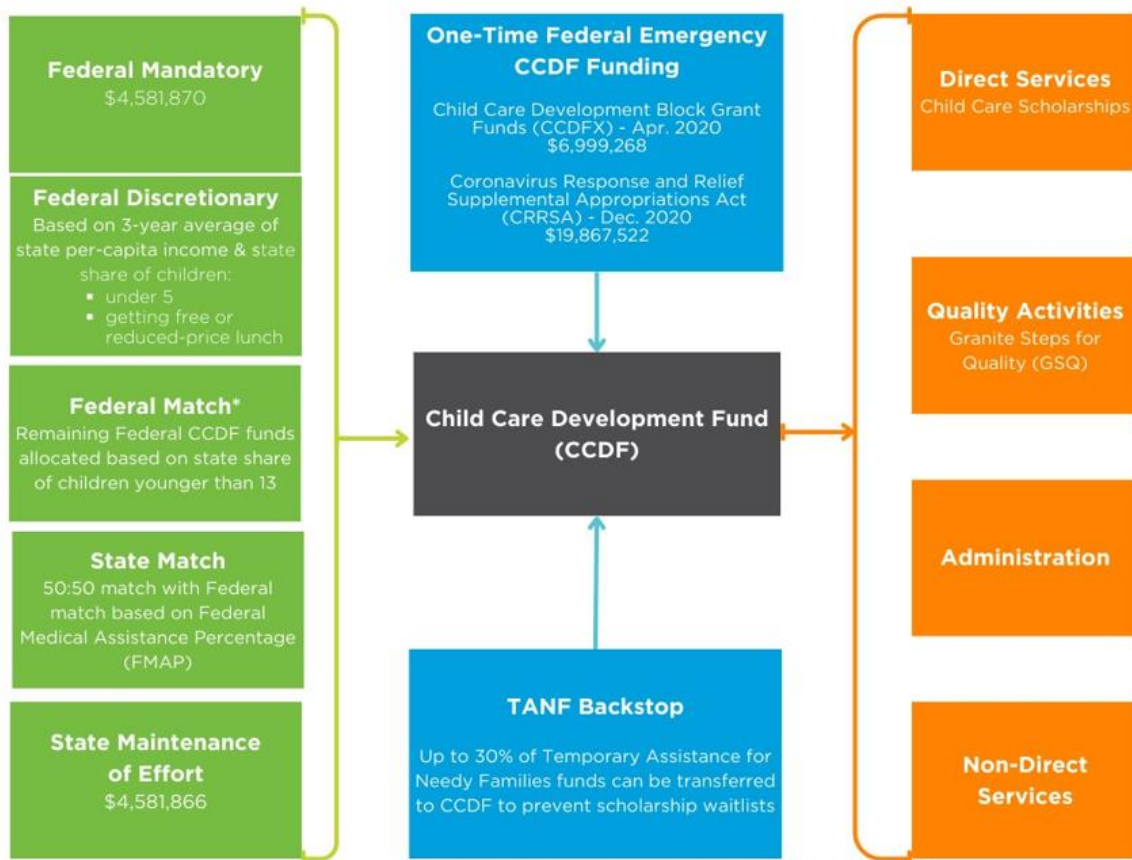 Federal Mandatory
$4,581,870
Federal Discretionary
Based on 3-year average of
state per-capita income & state
share of children:
▪ under 5
▪ getting free or
reduced-price lunch
Federal Match*
Remaining Federal CCDF funds
allocated based on state share
of children younger than 13
State Match
50:50 match with Federal
match based on Federal
Medical Assistance Percentage
(FMAP)
State Maintenance
of Effort
$4,581,866
One-Time Federal Emergency
CCDF Funding
Child Care Development Block Grant
Funds (CCDFX) - Apr. 2020
$6,999,268
Coronavirus Response and Relief
Supplemental Appropriations Act
(CRRSA) - Dec. 2020
$19,867,522
Child Care Development Fund
(CCDF)
TANF Backstop
Up to 30% of Temporary Assistance for
Needy Families funds can be transferred
to CCDF to prevent scholarship waitlists
Direct Services
Child Care Scholarships
Quality Activities
Granite Steps for
Quality (GSQ)
Administration
Non-Direct
Services